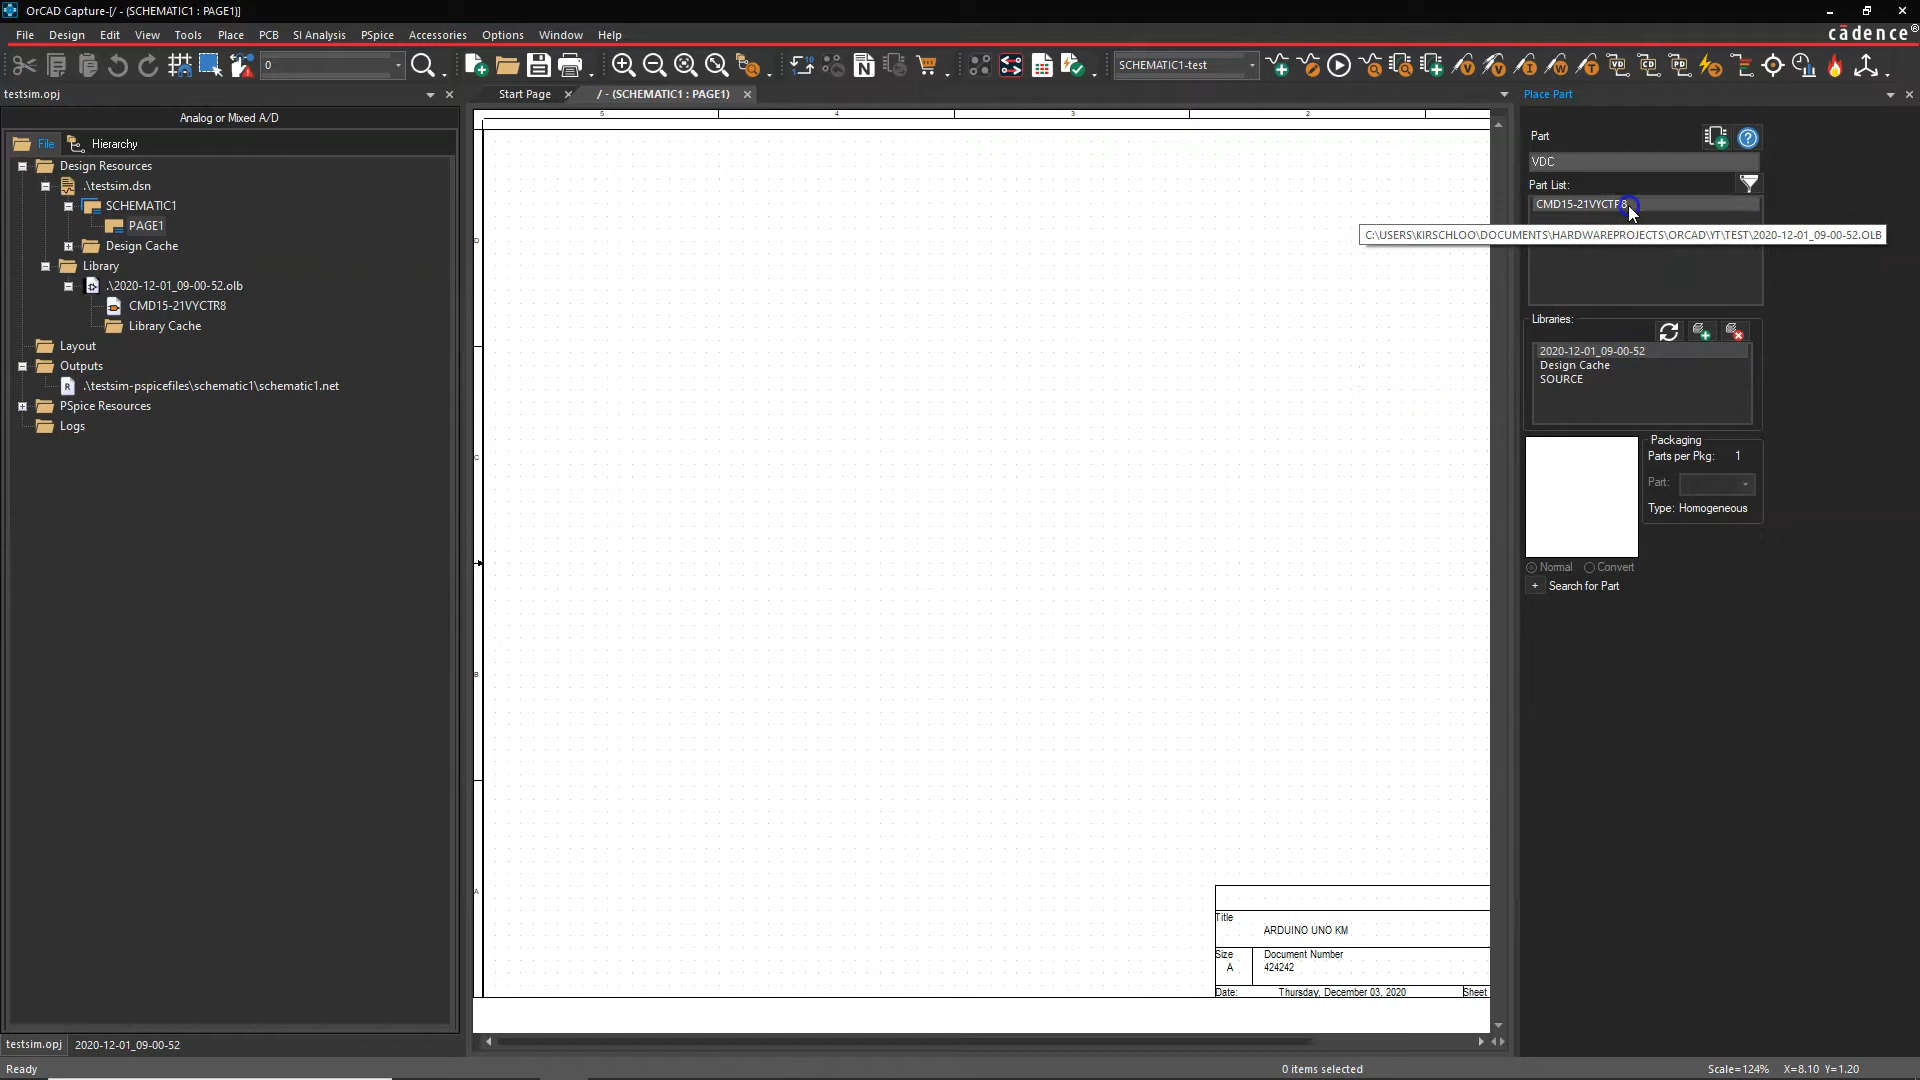 OrCAD Capture-[/ - (SCHEMATIC1 : PAGE1)]
File Design Edit View Tools Place PCB SI Analysis PSpice Accessories Options Window Help
cādence®
0
SCHEMATIC1-test
testsim.opj
Start Page
/ - (SCHEMATIC1 : PAGE1)
Place Part
Analog or Mixed A/D
File
Hierarchy
Design Resources
.\testsim.dsn
SCHEMATIC1
PAGE1
Design Cache
Library
.\2020-12-01_09-00-52.olb
CMD15-21VYCTR8
Library Cache
Layout
Outputs
R .\testsim-pspicefiles\schematic1\schematic1.net
PSpice Resources
Logs
5 4 3 2
D
C
B
A
Title
ARDUINO UNO KM
Size
A
Document Number
424242
Date:
Thursday, December 03, 2020
Sheet
Part
VDC
Part List:
CMD15-21VYCTR8
C:\USERS\KIRSCHLOO\DOCUMENTS\HARDWAREPROJECTS\ORCAD\YT\TEST\2020-12-01_09-00-52.OLB
Libraries:
2020-12-01_09-00-52
Design Cache
SOURCE
Packaging
Parts per Pkg: 1
Part:
Type: Homogeneous
Normal
Convert
+ Search for Part
testsim.opj
2020-12-01_09-00-52
Ready
0 items selected
Scale=124% X=8.10 Y=1.20